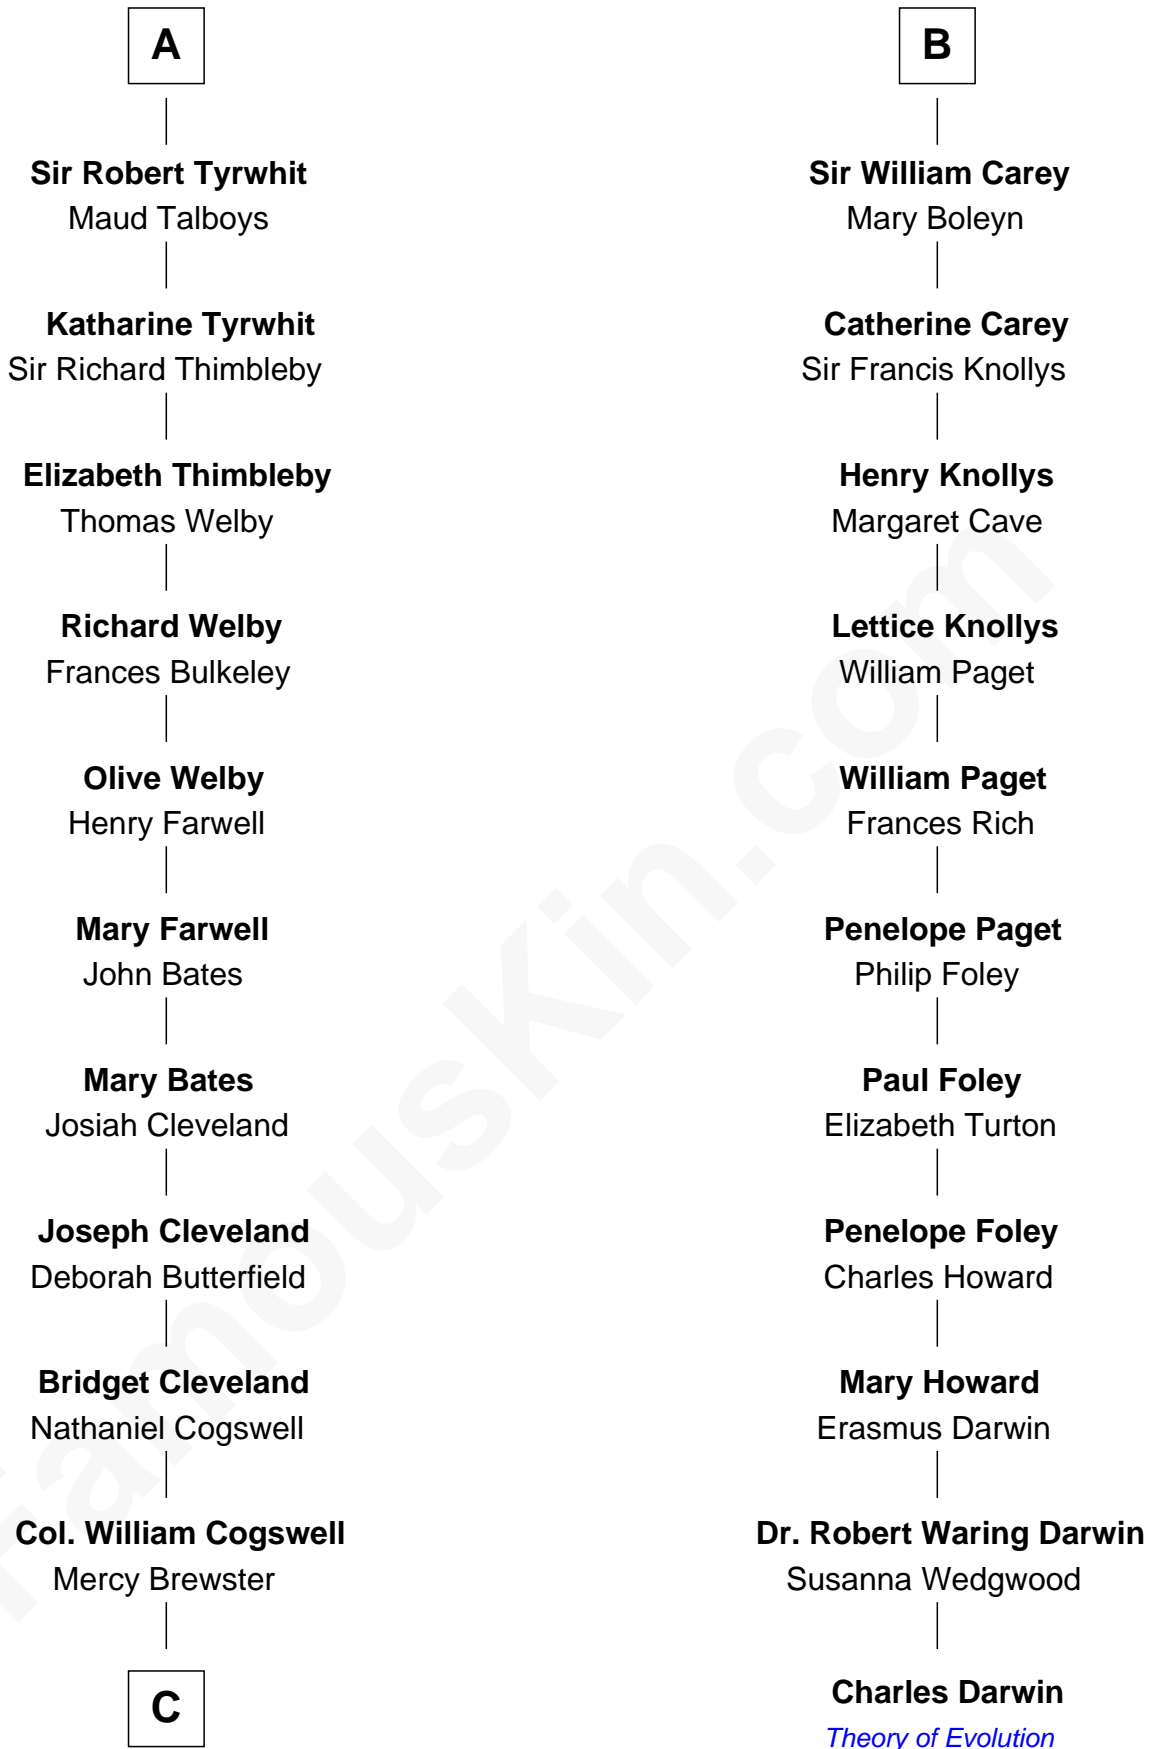 A
Sir Robert Tyrwhit
Maud Talboys
Katharine Tyrwhit
Sir Richard Thimbleby
Elizabeth Thimbleby
Thomas Welby
Richard Welby
Frances Bulkeley
Olive Welby
Henry Farwell
Mary Farwell
John Bates
Mary Bates
Josiah Cleveland
Joseph Cleveland
Deborah Butterfield
Bridget Cleveland
Nathaniel Cogswell
Col. William Cogswell
Mercy Brewster
C
B
Sir William Carey
Mary Boleyn
Catherine Carey
Sir Francis Knollys
Henry Knollys
Margaret Cave
Lettice Knollys
William Paget
William Paget
Frances Rich
Penelope Paget
Philip Foley
Paul Foley
Elizabeth Turton
Penelope Foley
Charles Howard
Mary Howard
Erasmus Darwin
Dr. Robert Waring Darwin
Susanna Wedgwood
Charles Darwin
Theory of Evolution
FamousKin.com